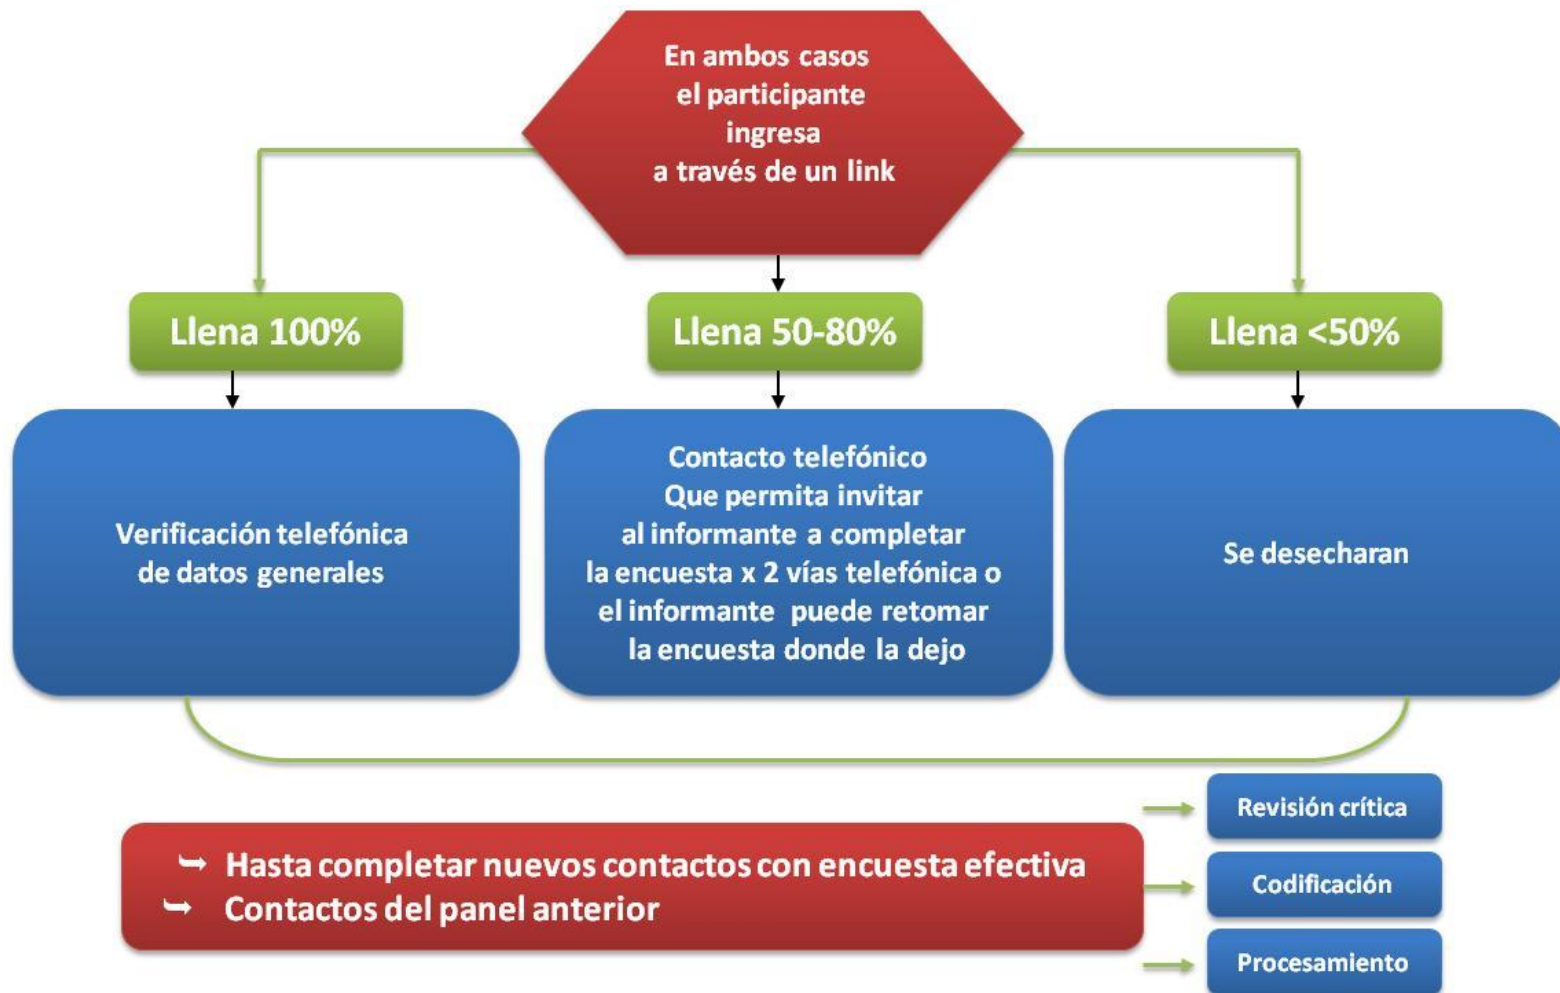 En ambos casos
el participante
ingresa
a través de un link
Llena 100%
Llena 50-80%
Llena <50%
Verificación telefónica
de datos generales
Contacto telefónico
Que permita invitar
al informante a completar
la encuesta x 2 vías telefónica o
el informante puede retomar
la encuesta donde la dejo
Se desecharan
Hasta completar nuevos contactos con encuesta efectiva
Contactos del panel anterior
Revisión crítica
Codificación
Procesamiento